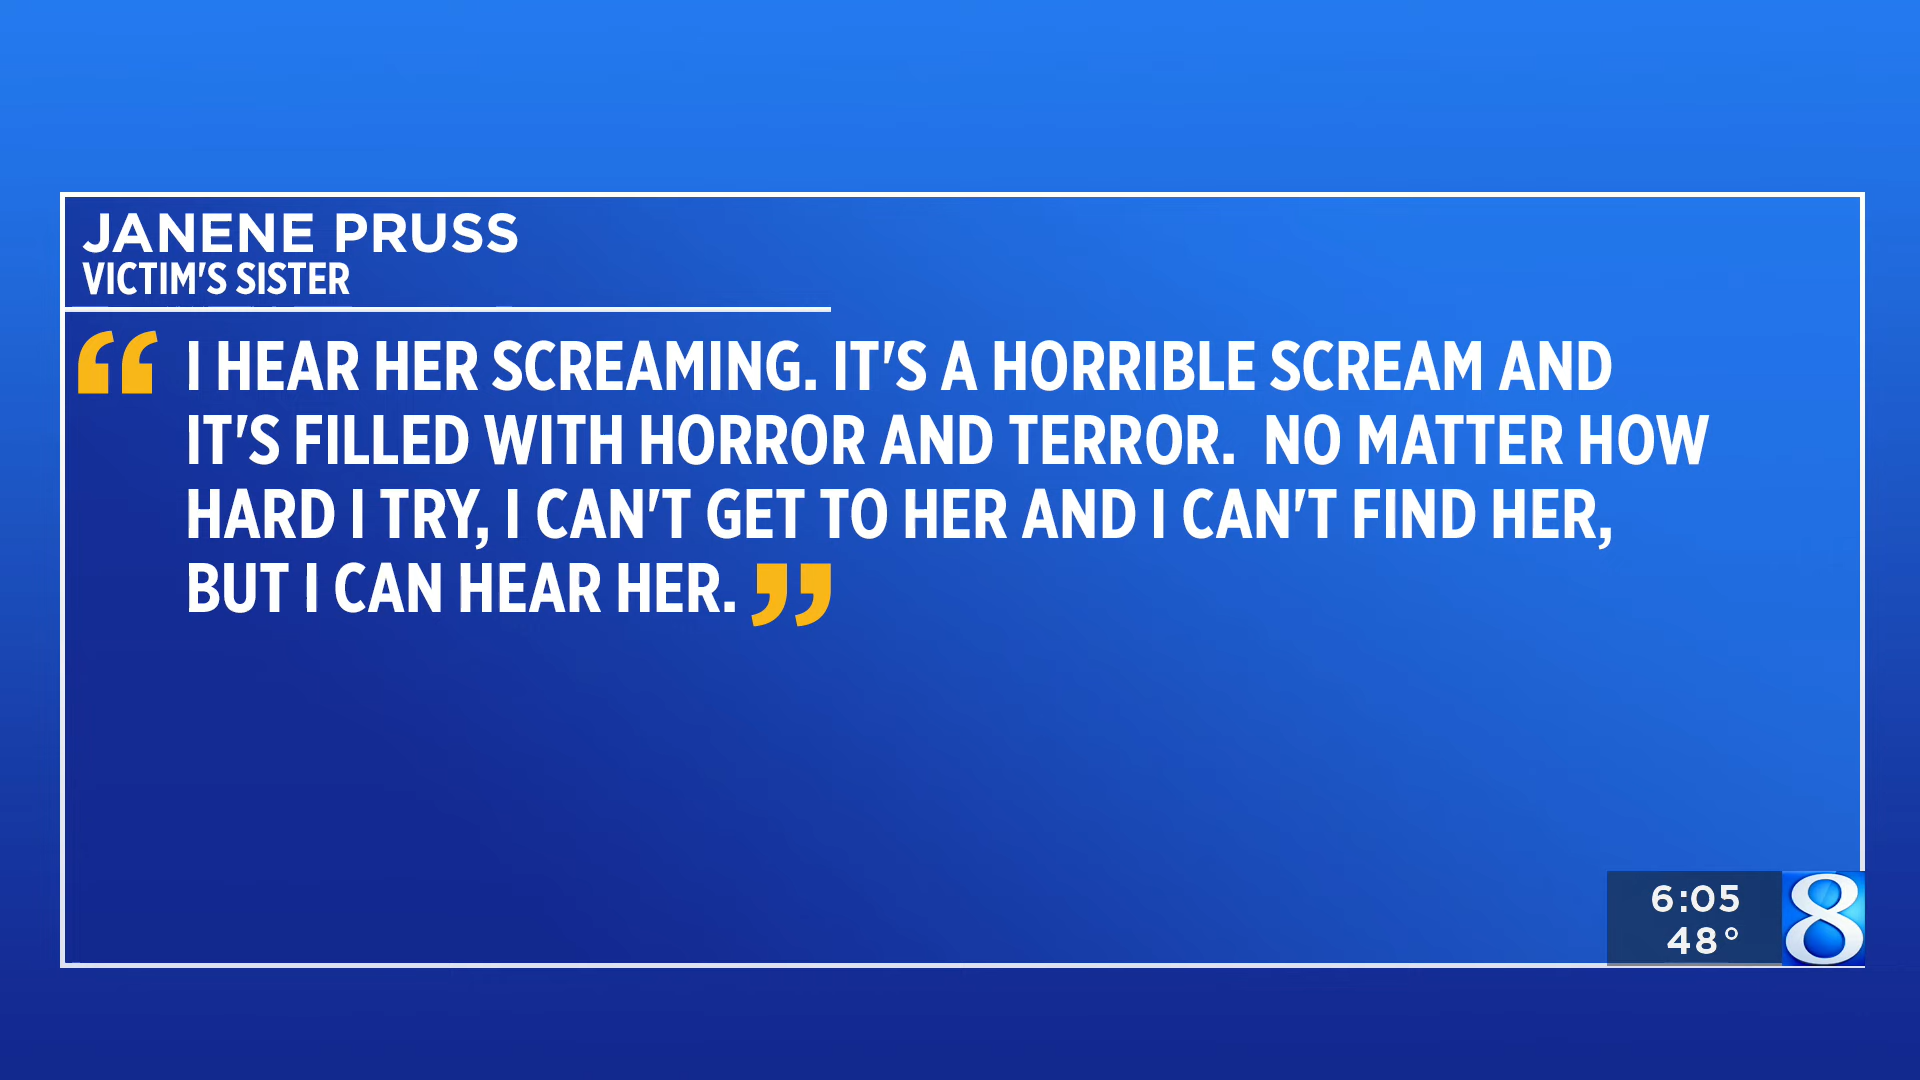 JANENE PRUSS
VICTIM'S SISTER
“ I HEAR HER SCREAMING. IT'S A HORRIBLE SCREAM AND
IT'S FILLED WITH HORROR AND TERROR.  NO MATTER HOW
HARD I TRY, I CAN'T GET TO HER AND I CAN'T FIND HER,
BUT I CAN HEAR HER. ”
6:05
48°
8